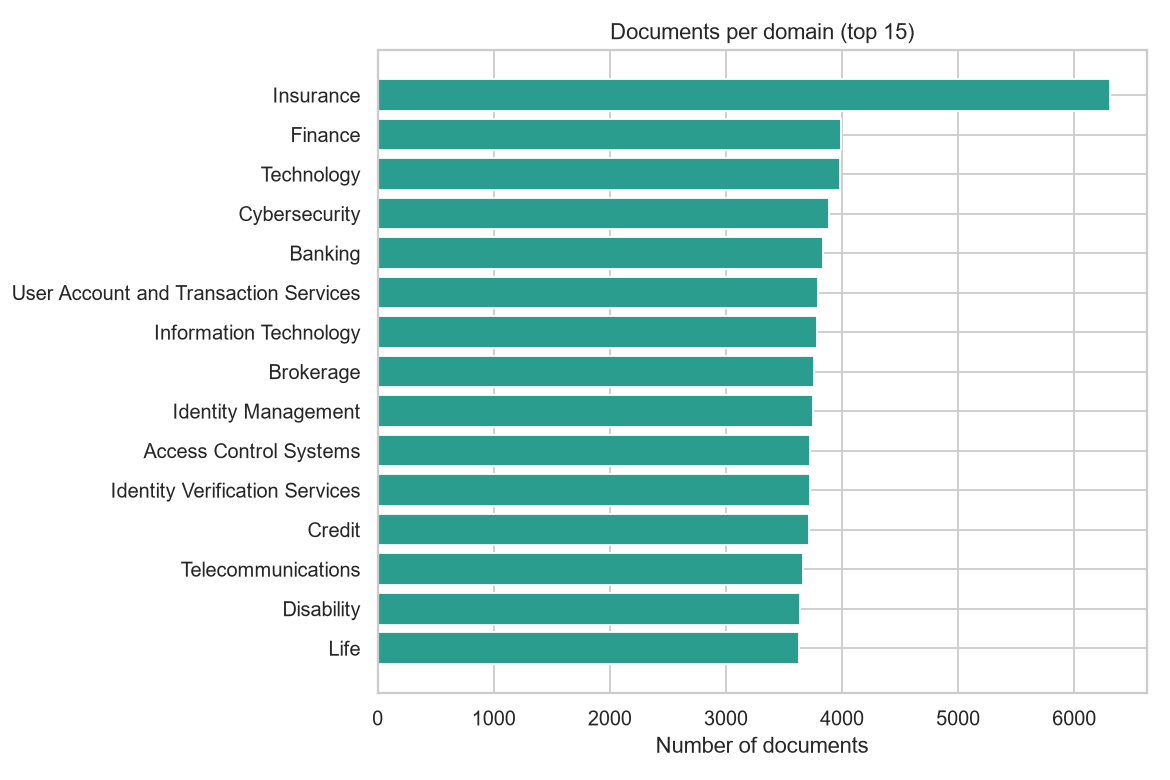 Documents per domain (top 15)
Insurance
Finance
Technology
Cybersecurity
Banking
User Account and Transaction Services
Information Technology
Brokerage
Identity Management
Access Control Systems
Identity Verification Services
Credit
Telecommunications
Disability
Life
0 1000 2000 3000 4000 5000 6000
Number of documents